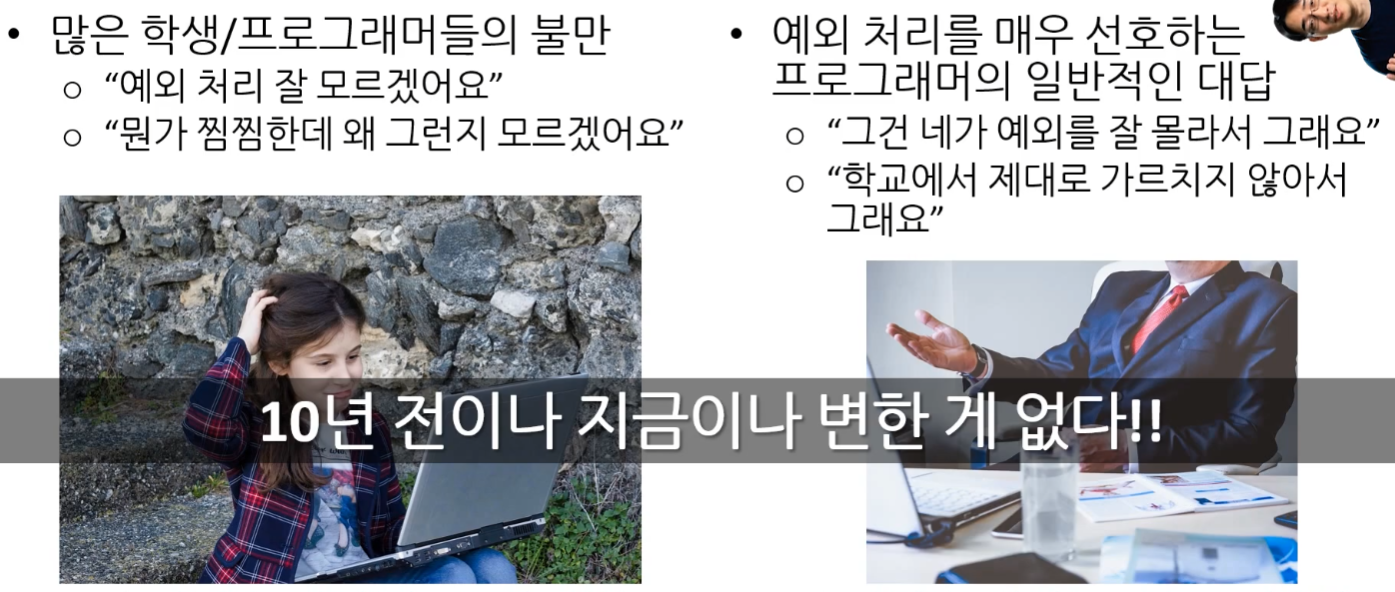 많은 학생/프로그래머들의 불만
“예외 처리 잘 모르겠어요”
“뭔가 찜찜한데 왜 그런지 모르겠어요”
예외 처리를 매우 선호하는
프로그래머의 일반적인 대답
“그건 네가 예외를 잘 몰라서 그래요”
“학교에서 제대로 가르치지 않아서
그래요”
10년 전이나 지금이나 변한 게 없다!!